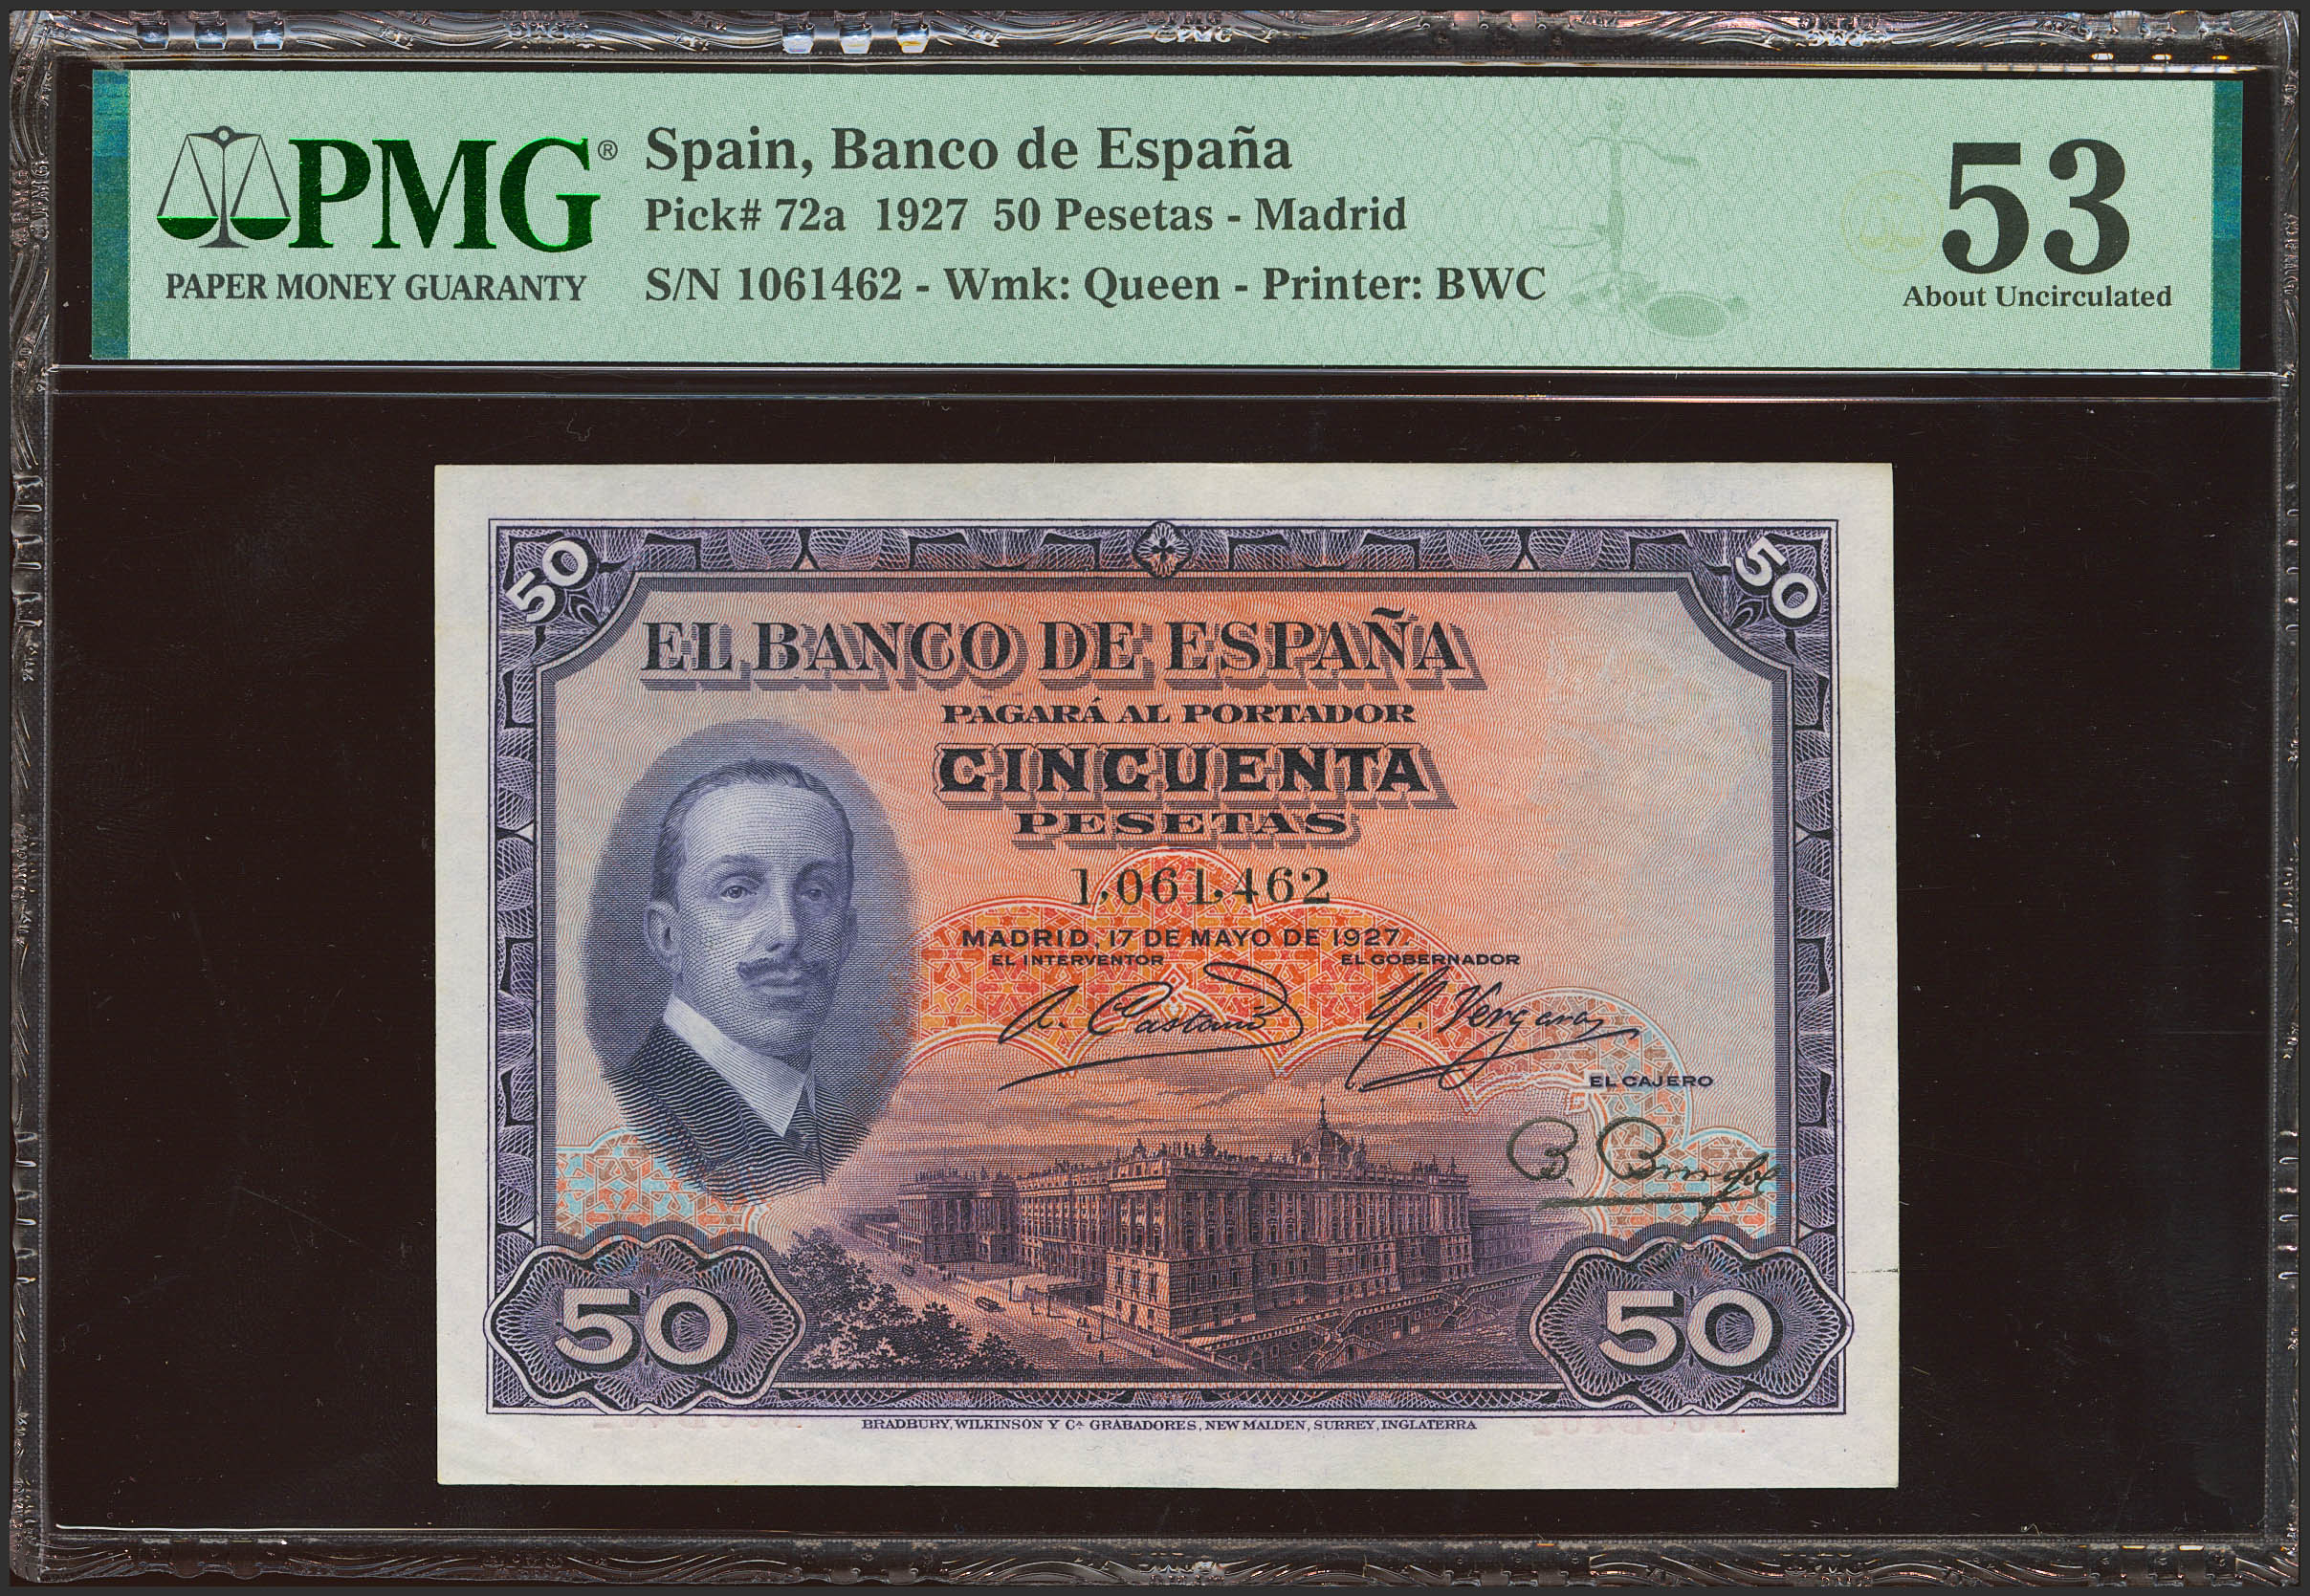 PMG®
PAPER MONEY GUARANTY
Spain, Banco de España
Pick# 72a 1927 50 Pesetas - Madrid
S/N 1061462 - Wmk: Queen - Printer: BWC
53
About Uncirculated
50
50
EL BANCO DE ESPAÑA
PAGARÁ AL PORTADOR
CINCUENTA
PESETAS
1,061,462
MADRID, 17 DE MAYO DE 1927.
EL INTERVENTOR
EL GOBERNADOR
A. Castaño
Vergara
EL CAJERO
50
50
BRADBURY, WILKINSON Y Cª GRABADORES, NEW MALDEN, SURREY, INGLATERRA